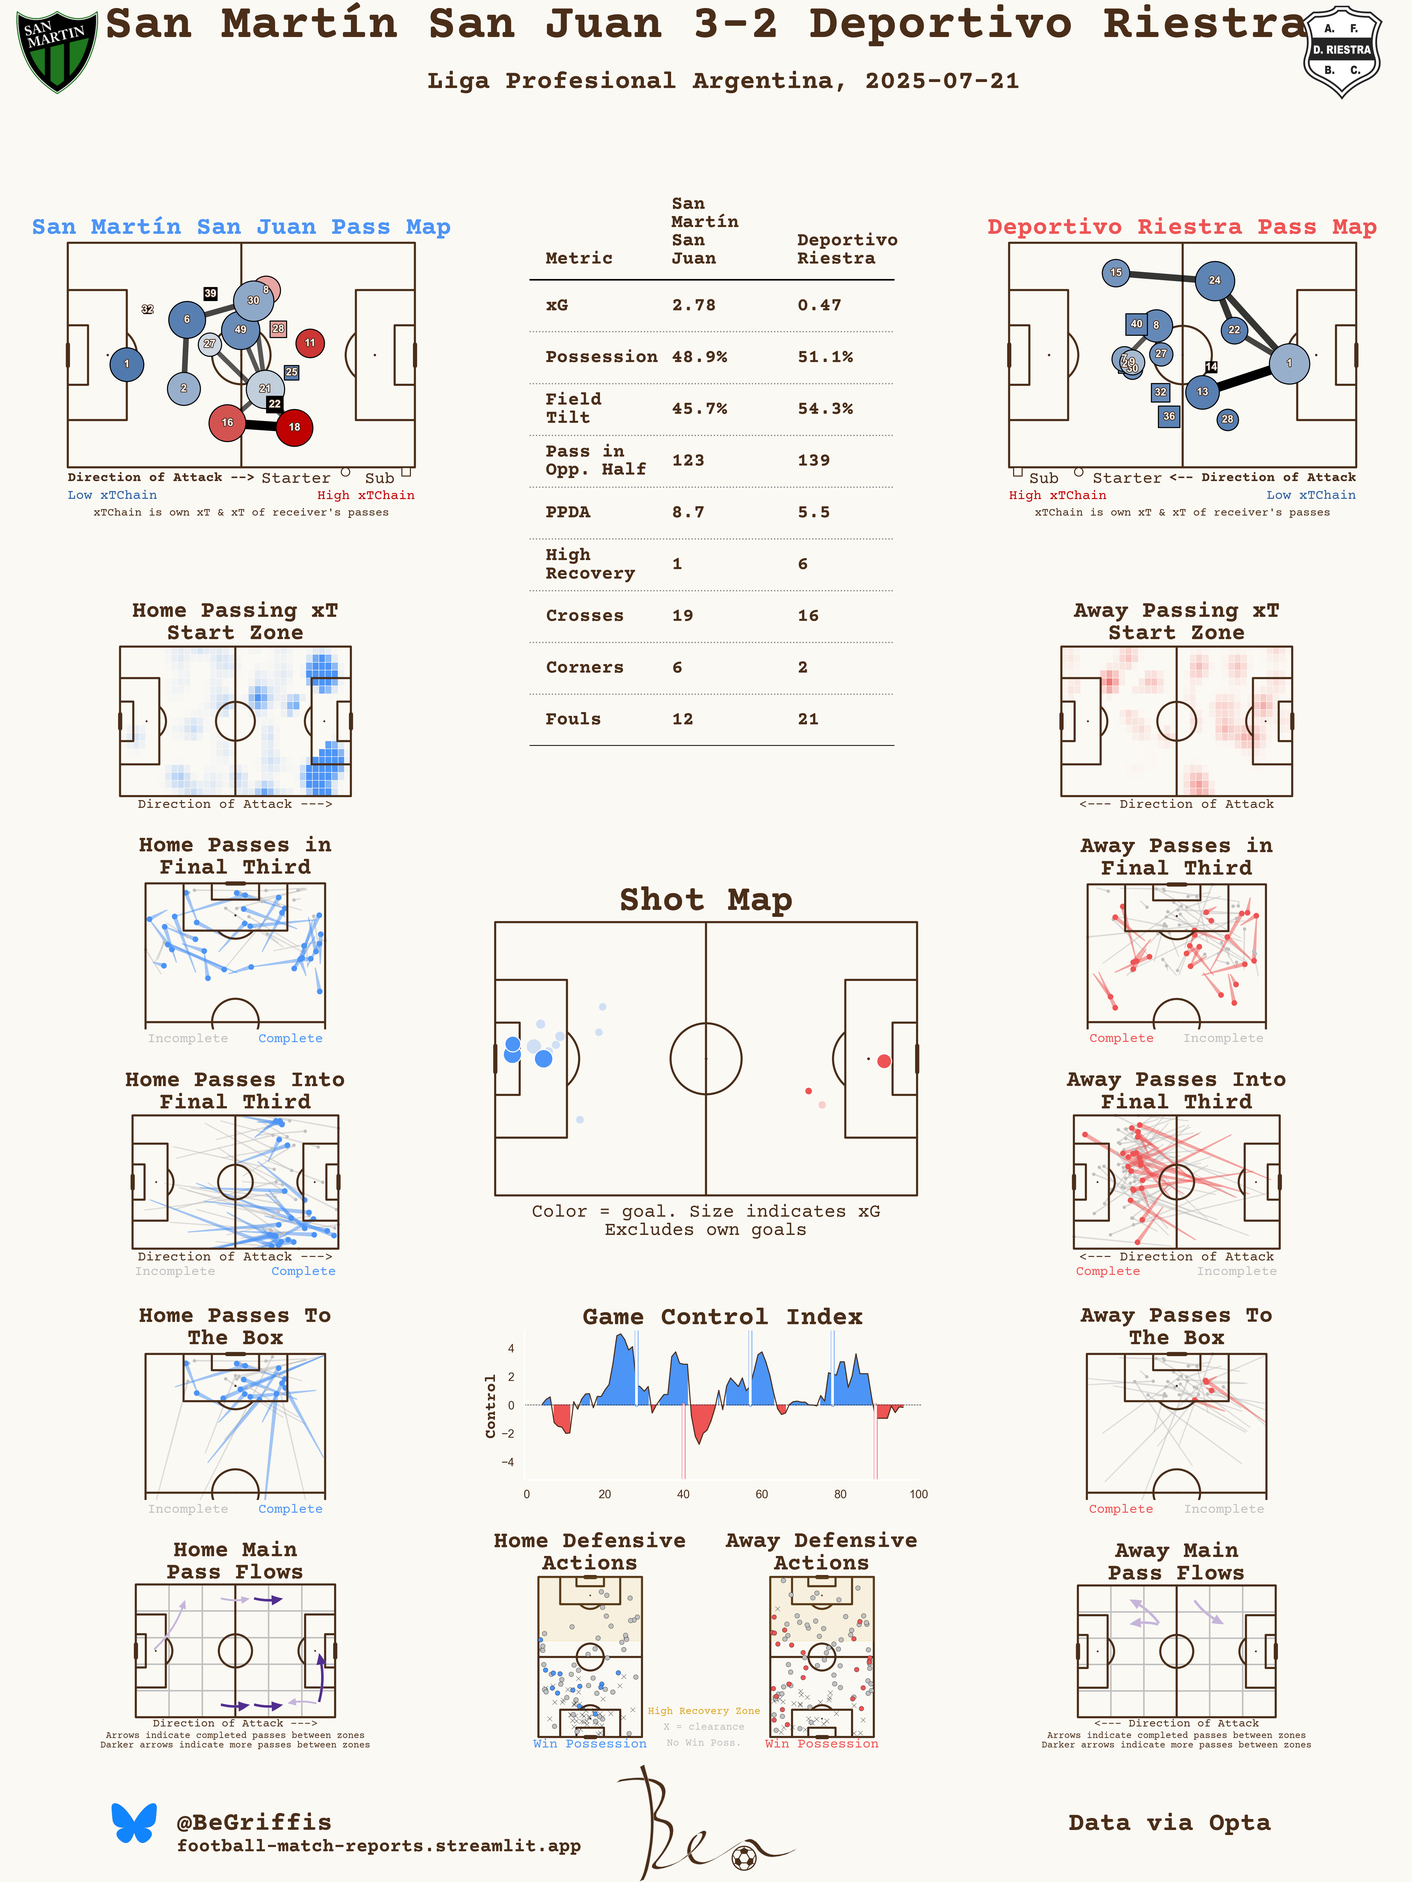 San Martín San Juan 3-2 Deportivo Riestra
SAN
MARTIN
A. F.
D. RIESTRA
B. C.
Liga Profesional Argentina, 2025-07-21
San Martín San Juan Pass Map
32
39
8
30
6
49
28
27
11
1
25
2
21
22
16
18
Direction of Attack --> Starter Sub
Low xTChain High xTChain
xTChain is own xT & xT of receiver's passes
Metric San Martín San Juan Deportivo Riestra
xG 2.78 0.47
Possession 48.9% 51.1%
Field Tilt 45.7% 54.3%
Pass in Opp. Half 123 139
PPDA 8.7 5.5
High Recovery 1 6
Crosses 19 16
Corners 6 2
Fouls 12 21
Deportivo Riestra Pass Map
15
24
40
8
22
27
29
1
14
13
32
36
28
Sub Starter <-- Direction of Attack
High xTChain Low xTChain
xTChain is own xT & xT of receiver's passes
Home Passing xT
Start Zone
Direction of Attack --->
Away Passing xT
Start Zone
<--- Direction of Attack
Home Passes in
Final Third
Incomplete Complete
Away Passes in
Final Third
Complete Incomplete
Shot Map
Color = goal. Size indicates xG
Excludes own goals
Home Passes Into
Final Third
Direction of Attack --->
Incomplete Complete
Away Passes Into
Final Third
<--- Direction of Attack
Complete Incomplete
Home Passes To
The Box
Incomplete Complete
Game Control Index
Control
4
2
0
−2
−4
0 20 40 60 80 100
Away Passes To
The Box
Complete Incomplete
Home Main
Pass Flows
Direction of Attack --->
Arrows indicate completed passes between zones
Darker arrows indicate more passes between zones
Home Defensive
Actions
Win Possession
Away Defensive
Actions
Win Possession
High Recovery Zone
X = clearance
No Win Poss.
Away Main
Pass Flows
<--- Direction of Attack
Arrows indicate completed passes between zones
Darker arrows indicate more passes between zones
@BeGriffis
football-match-reports.streamlit.app
Ben
Data via Opta